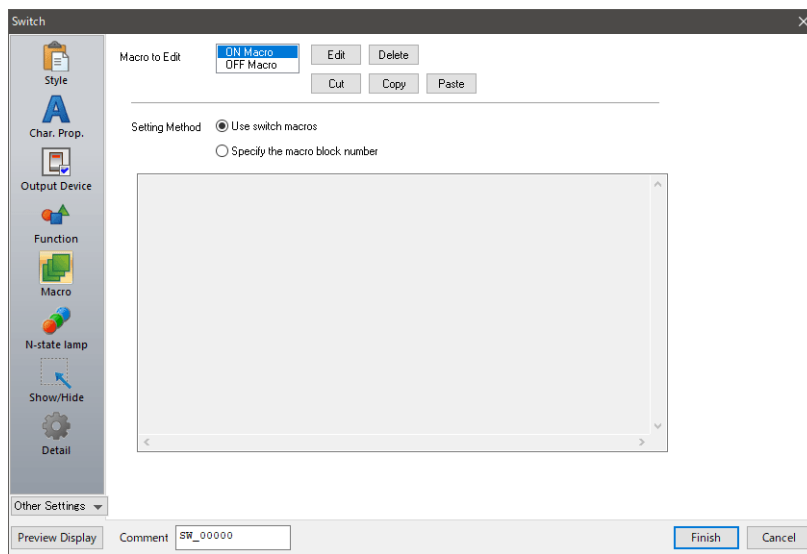 Switch
Style
Char. Prop.
Output Device
Function
Macro
N-state lamp
Show/Hide
Detail
Other Settings
Macro to Edit
ON Macro
OFF Macro
Edit Delete
Cut Copy Paste
Setting Method
Use switch macros
Specify the macro block number
Preview Display Comment SW_00000 Finish Cancel